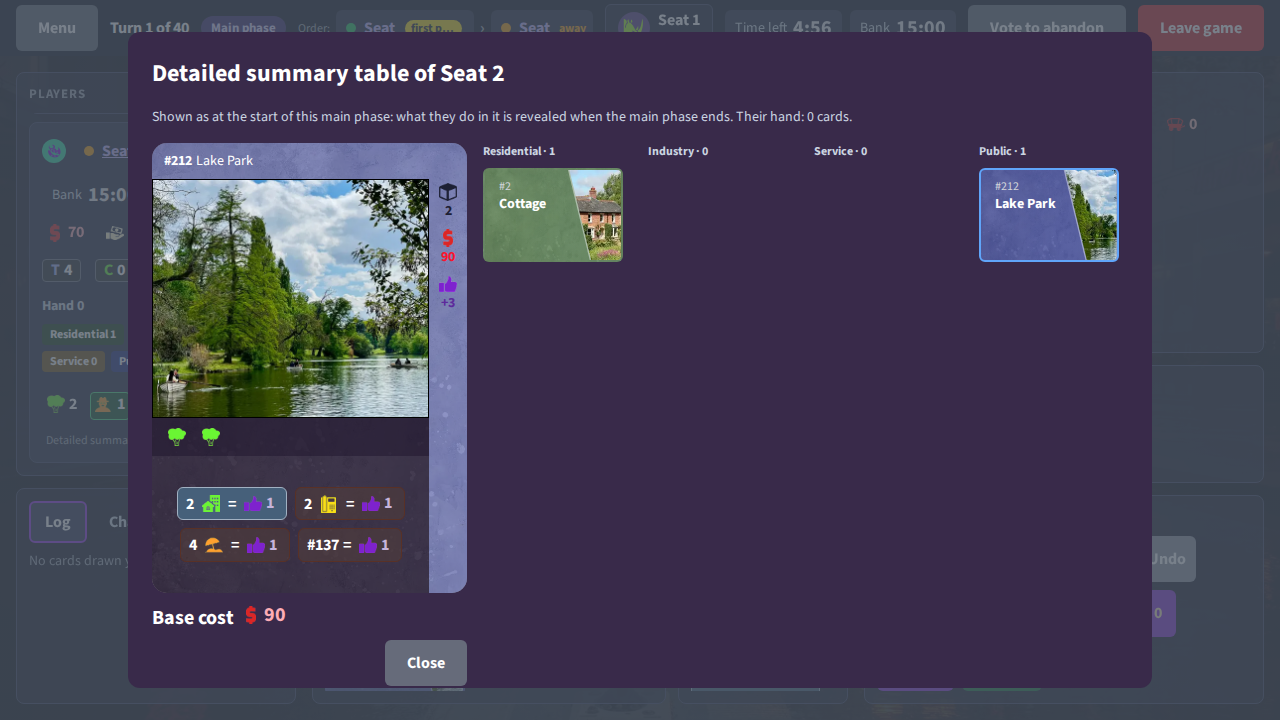 Menu
Turn 1 of 40
Main phase
Order:
Seat
first p...
›
Seat
away
Seat 1
Time left 4:56
Bank 15:00
Vote to abandon
Leave game
PLAYERS
Bank 15:0
$ 70
0
T 4
C 0
Hand 0
Residential 1
Service 0
2
1
Detailed summa
Log
No cards drawn
Undo
0
Detailed summary table of Seat 2
Shown as at the start of this main phase: what they do in it is revealed when the main phase ends. Their hand: 0 cards.
#212 Lake Park
2
$
90
+3
2 = 1
2 = 1
4 = 1
#137 = 1
Base cost $ 90
Close
Residential · 1
Industry · 0
Service · 0
Public · 1
#2
Cottage
#212
Lake Park